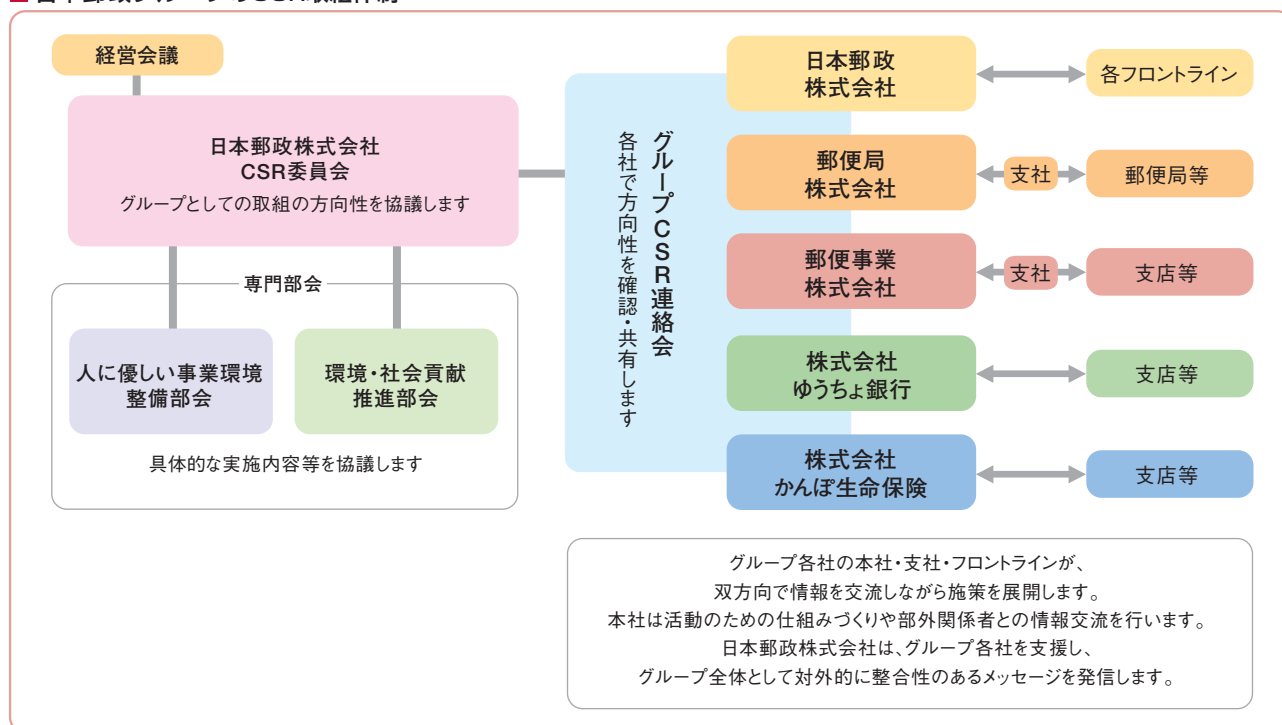 経営会議
日本郵政株式会社
CSR委員会
グループとしての取組の方向性を協議します
専門部会
人に優しい事業環境
整備部会
環境・社会貢献
推進部会
具体的な実施内容等を協議します
グループCSR連絡会
各社で方向性を確認・共有します
日本郵政
株式会社
各フロントライン
郵便局
株式会社
支社
郵便局等
郵便事業
株式会社
支社
支店等
株式会社
ゆうちょ銀行
支店等
株式会社
かんぽ生命保険
支店等
グループ各社の本社・支社・フロントラインが、
双方向で情報を交流しながら施策を展開します。
本社は活動のための仕組みづくりや部外関係者との情報交流を行います。
日本郵政株式会社は、グループ各社を支援し、
グループ全体として対外的に整合性のあるメッセージを発信します。